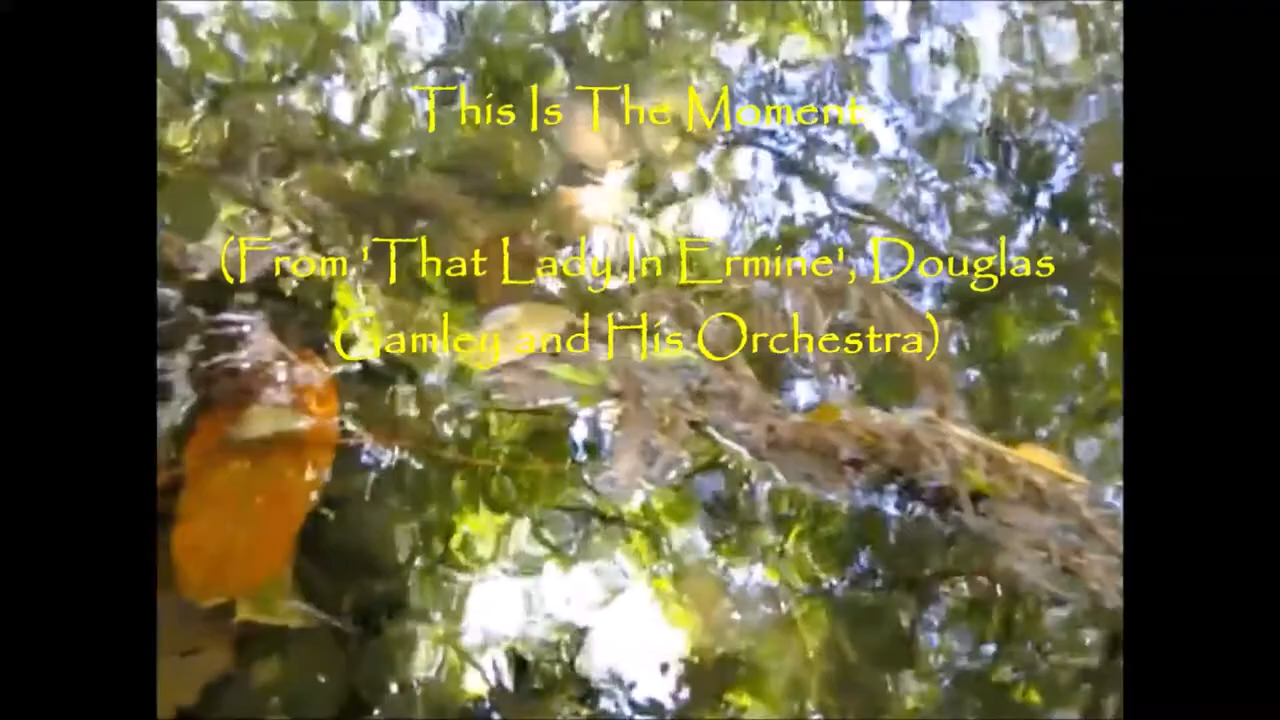 This Is The Moment
(From 'That Lady In Ermine', Douglas
Gamley and His Orchestra)